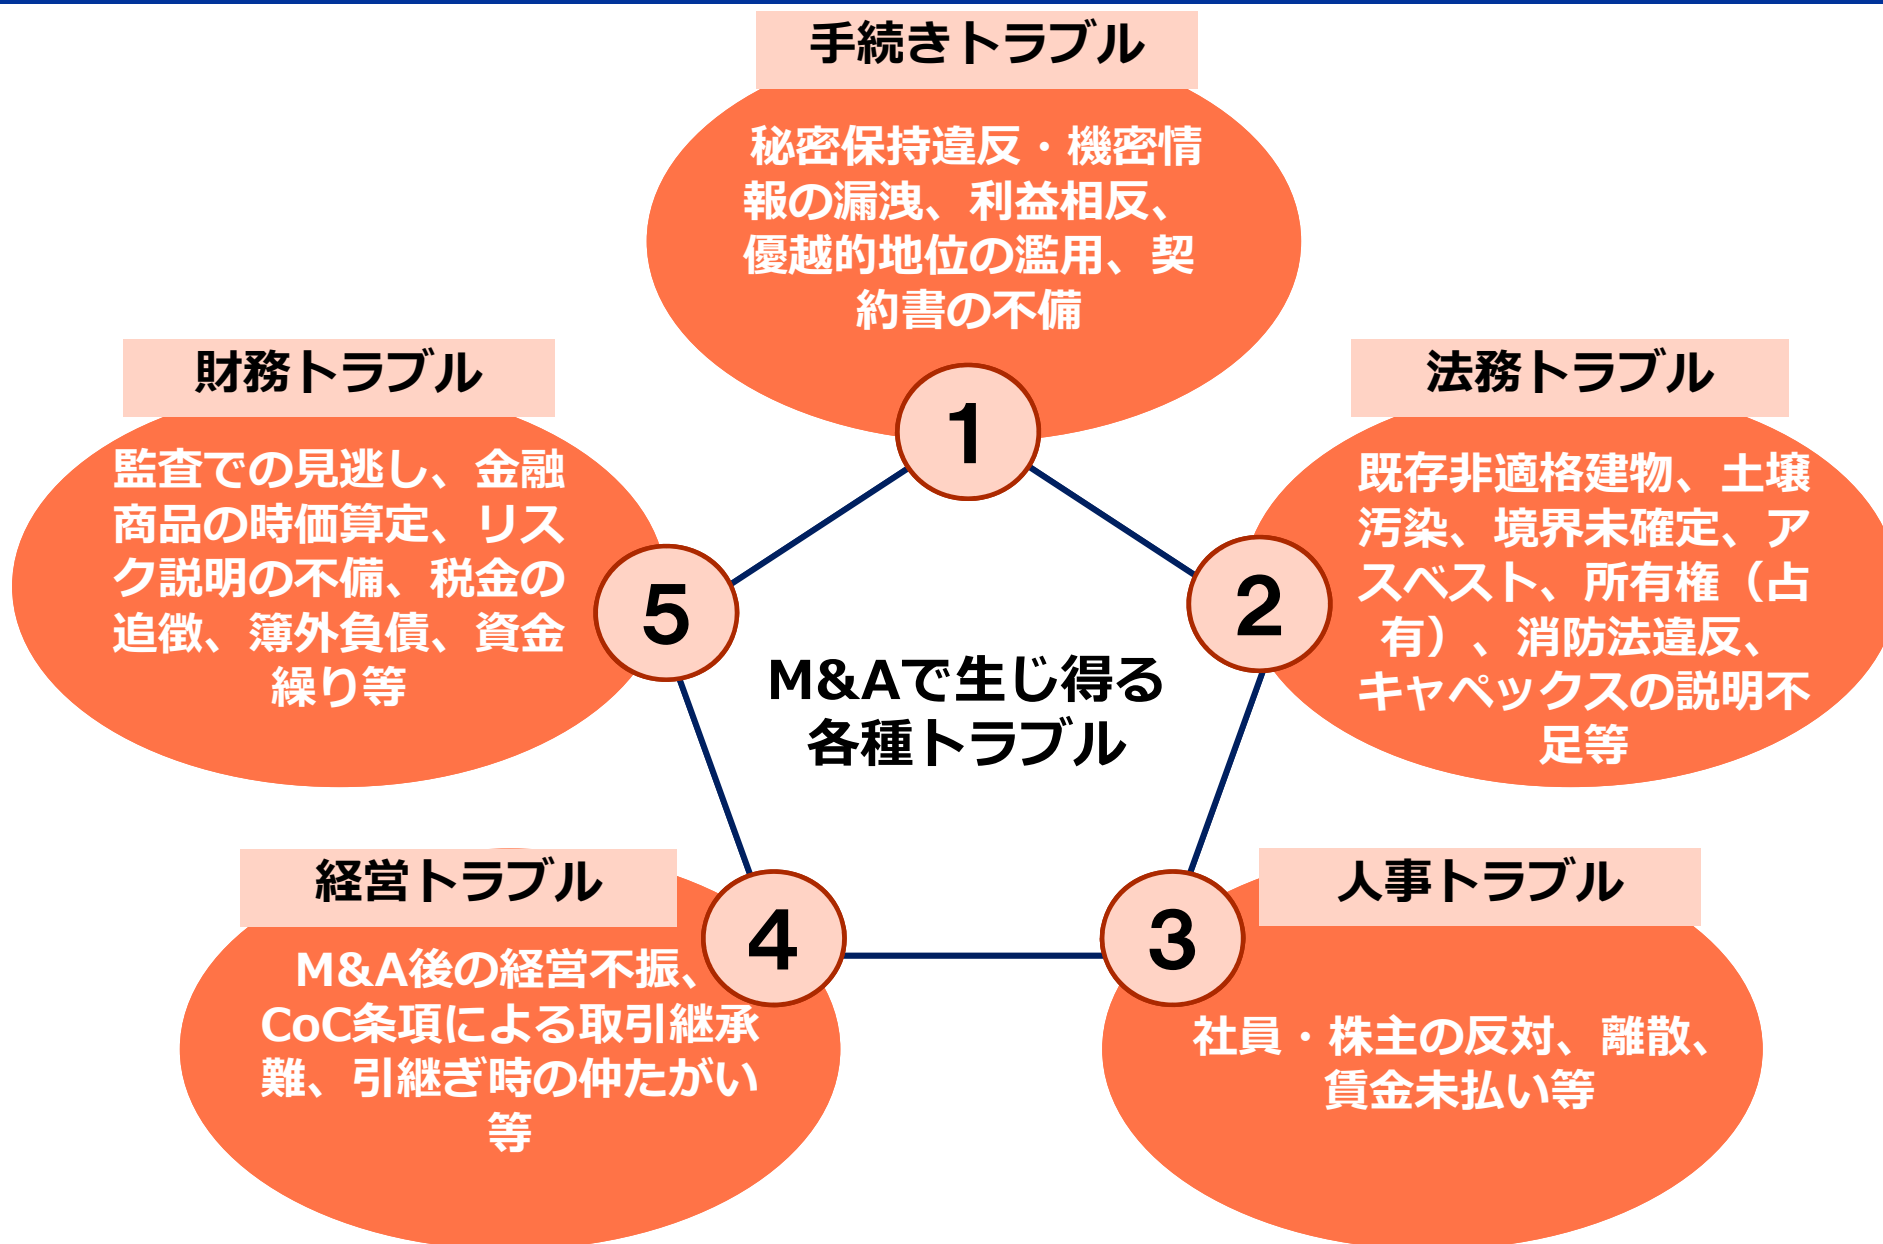 手続きトラブル
秘密保持違反・機密情
報の漏洩、利益相反、
優越的地位の濫用、契
約書の不備
1
法務トラブル
既存非適格建物、土壌
汚染、境界未確定、ア
スベスト、所有権（占
有）、消防法違反、
キャペックスの説明不
足等
2
人事トラブル
社員・株主の反対、離散、
賃金未払い等
3
経営トラブル
M&A後の経営不振、
CoC条項による取引継承
難、引継ぎ時の仲たがい
等
4
財務トラブル
監査での見逃し、金融
商品の時価算定、リス
ク説明の不備、税金の
追徴、簿外負債、資金
繰り等
5
M&Aで生じ得る
各種トラブル